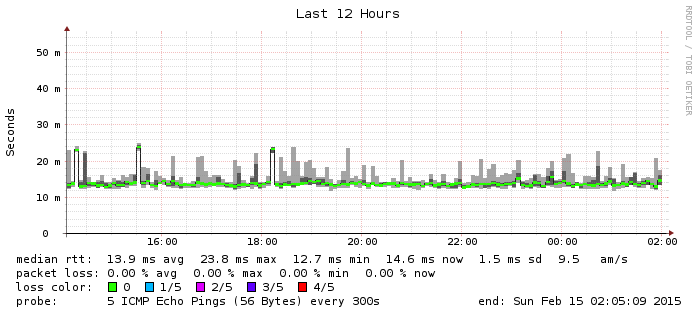 Last 12 Hours
RRDTOOL / TOBI OETIKER
Seconds
50 m
40 m
30 m
20 m
10 m
0
16:00 18:00 20:00 22:00 00:00 02:00
median rtt: 13.9 ms avg 23.8 ms max 12.7 ms min 14.6 ms now 1.5 ms sd 9.5 am/s
packet loss: 0.00 % avg 0.00 % max 0.00 % min 0.00 % now
loss color: 0 1/5 2/5 3/5 4/5
probe: 5 ICMP Echo Pings (56 Bytes) every 300s end: Sun Feb 15 02:05:09 2015